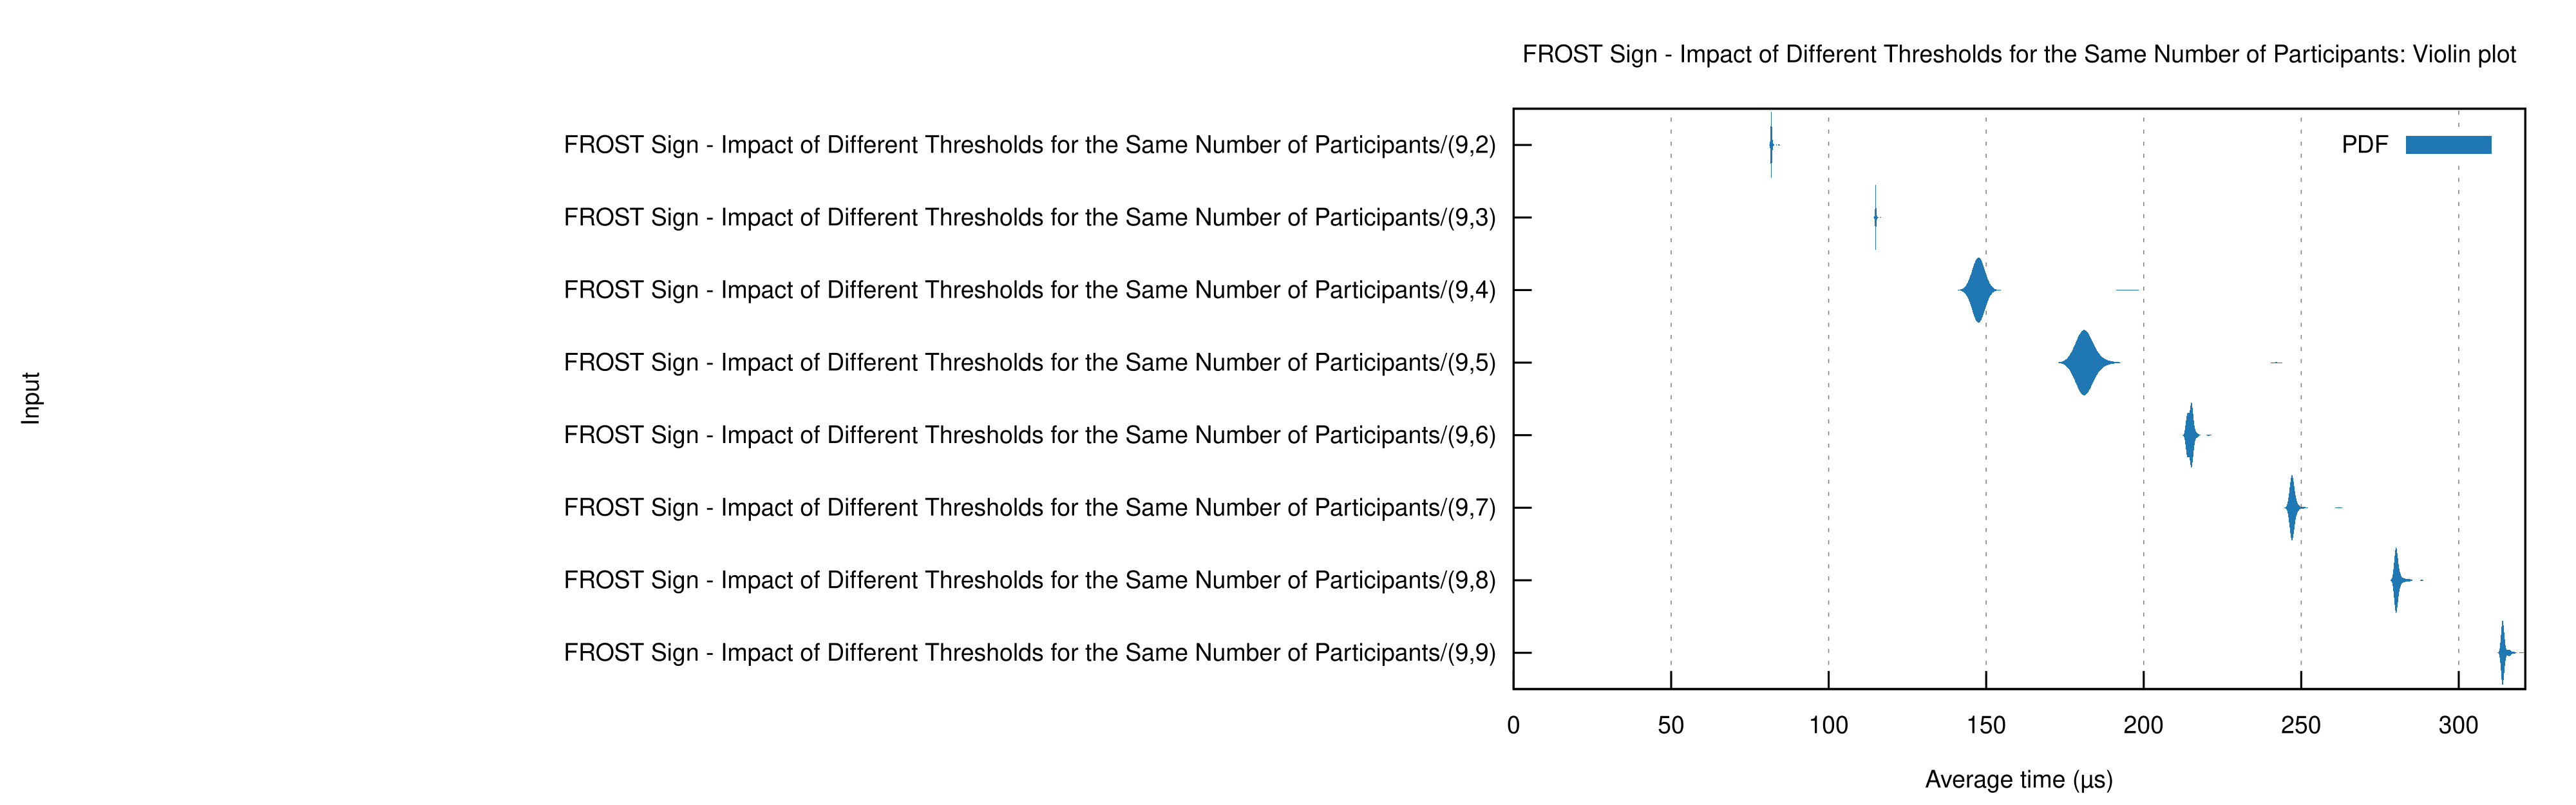 FROST Sign - Impact of Different Thresholds for the Same Number of Participants: Violin plot
PDF
FROST Sign - Impact of Different Thresholds for the Same Number of Participants/(9,2)
FROST Sign - Impact of Different Thresholds for the Same Number of Participants/(9,3)
FROST Sign - Impact of Different Thresholds for the Same Number of Participants/(9,4)
FROST Sign - Impact of Different Thresholds for the Same Number of Participants/(9,5)
FROST Sign - Impact of Different Thresholds for the Same Number of Participants/(9,6)
FROST Sign - Impact of Different Thresholds for the Same Number of Participants/(9,7)
FROST Sign - Impact of Different Thresholds for the Same Number of Participants/(9,8)
FROST Sign - Impact of Different Thresholds for the Same Number of Participants/(9,9)
Input
0 50 100 150 200 250 300
Average time (µs)